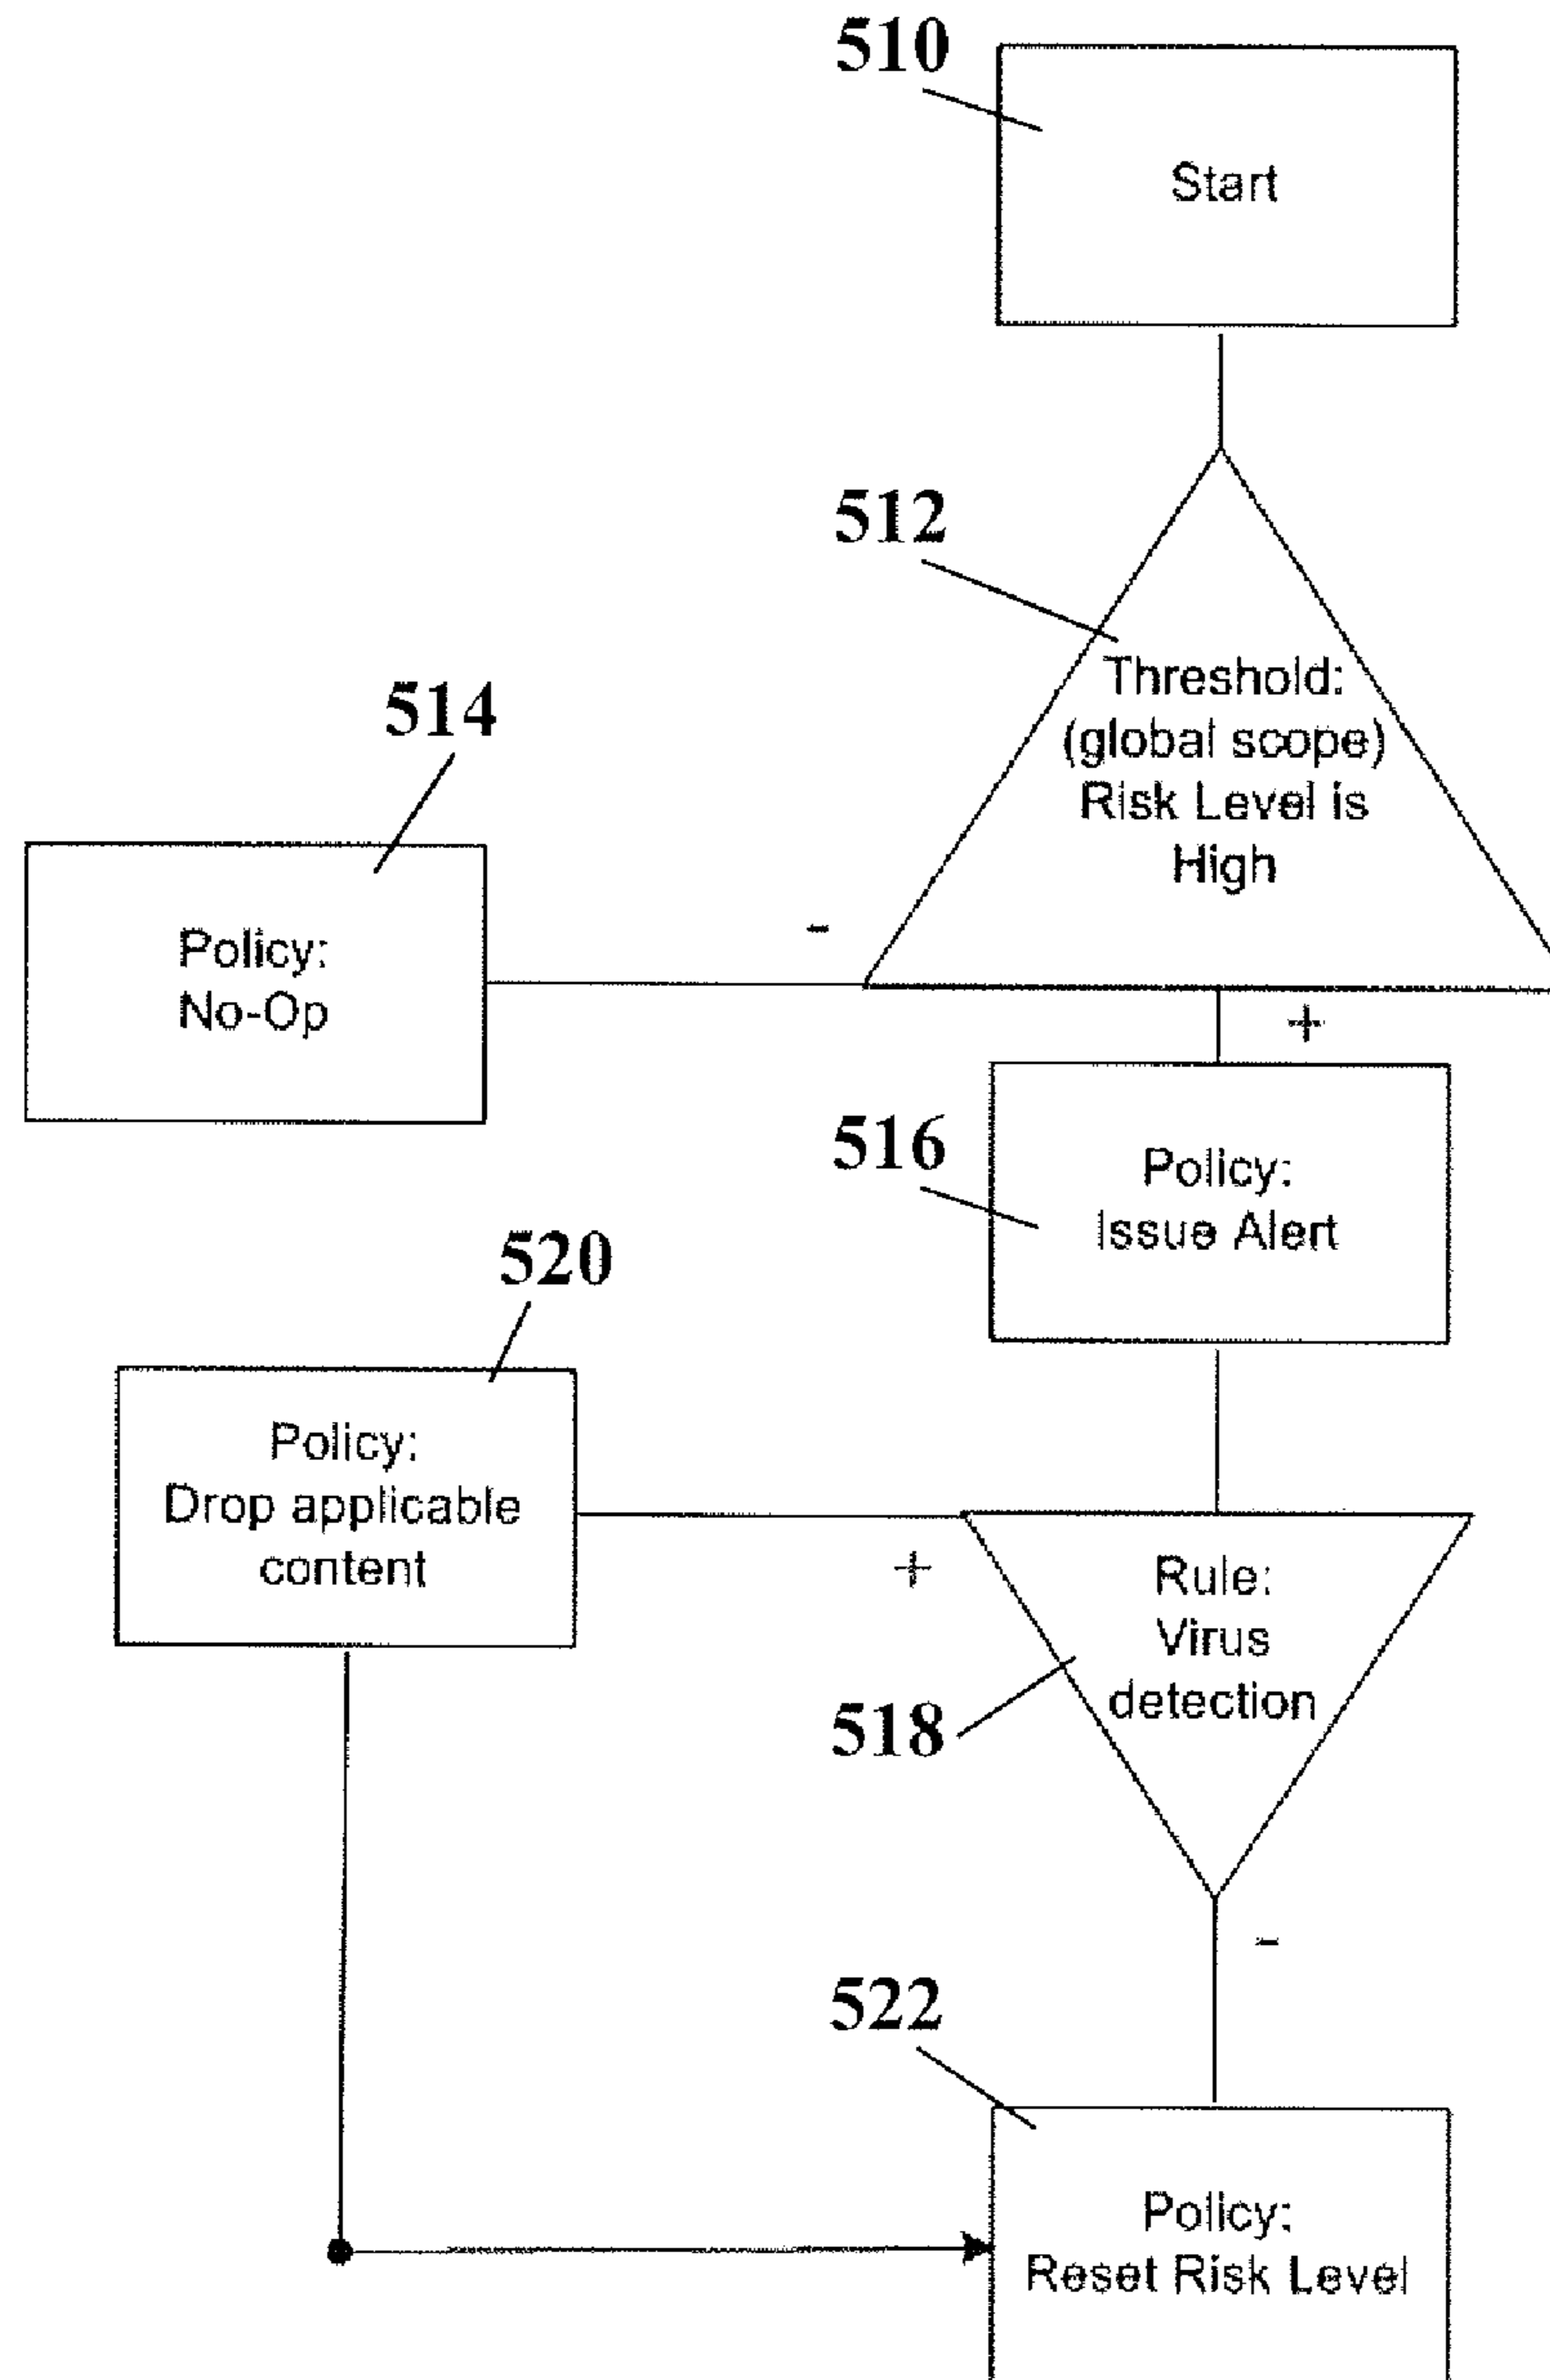 510
Start
512
Threshold:
(global scope)
Risk Level is
High
514
-
Policy:
No-Op
+
516
Policy:
Issue Alert
520
Policy:
Drop applicable
content
+
Rule:
Virus
detection
518
-
522
Policy:
Reset Risk Level